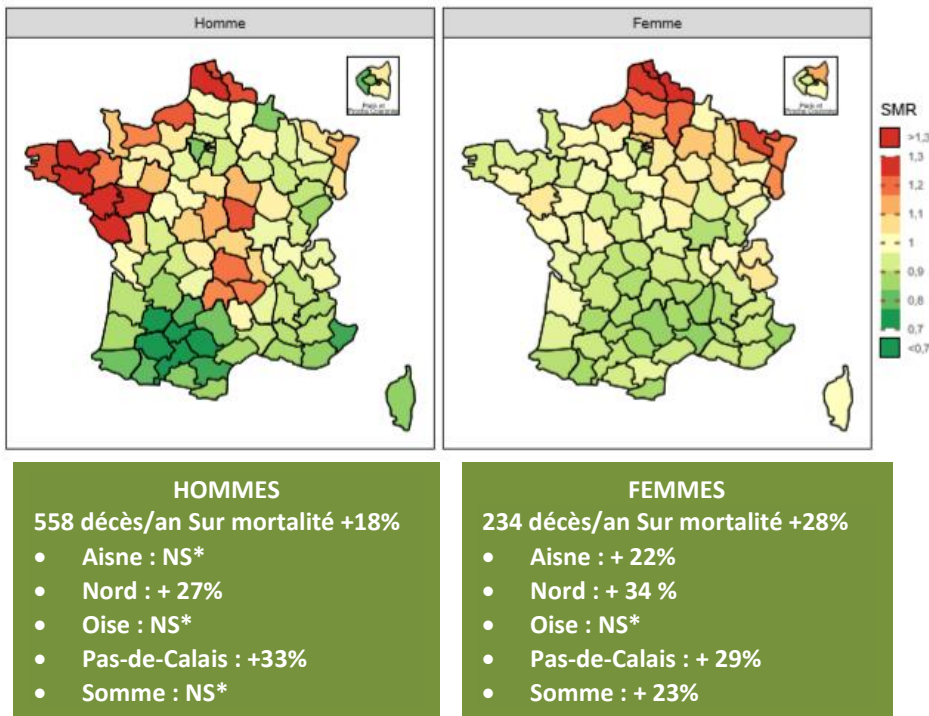 Homme
Femme
SMR
>1,3
1,3
1,2
1,1
1
0,9
0,8
0,7
<0,7
HOMMES
558 décès/an Sur mortalité +18%
• Aisne : NS*
• Nord : + 27%
• Oise : NS*
• Pas-de-Calais : +33%
• Somme : NS*
FEMMES
234 décès/an Sur mortalité +28%
• Aisne : + 22%
• Nord : + 34 %
• Oise : NS*
• Pas-de-Calais : + 29%
• Somme : + 23%